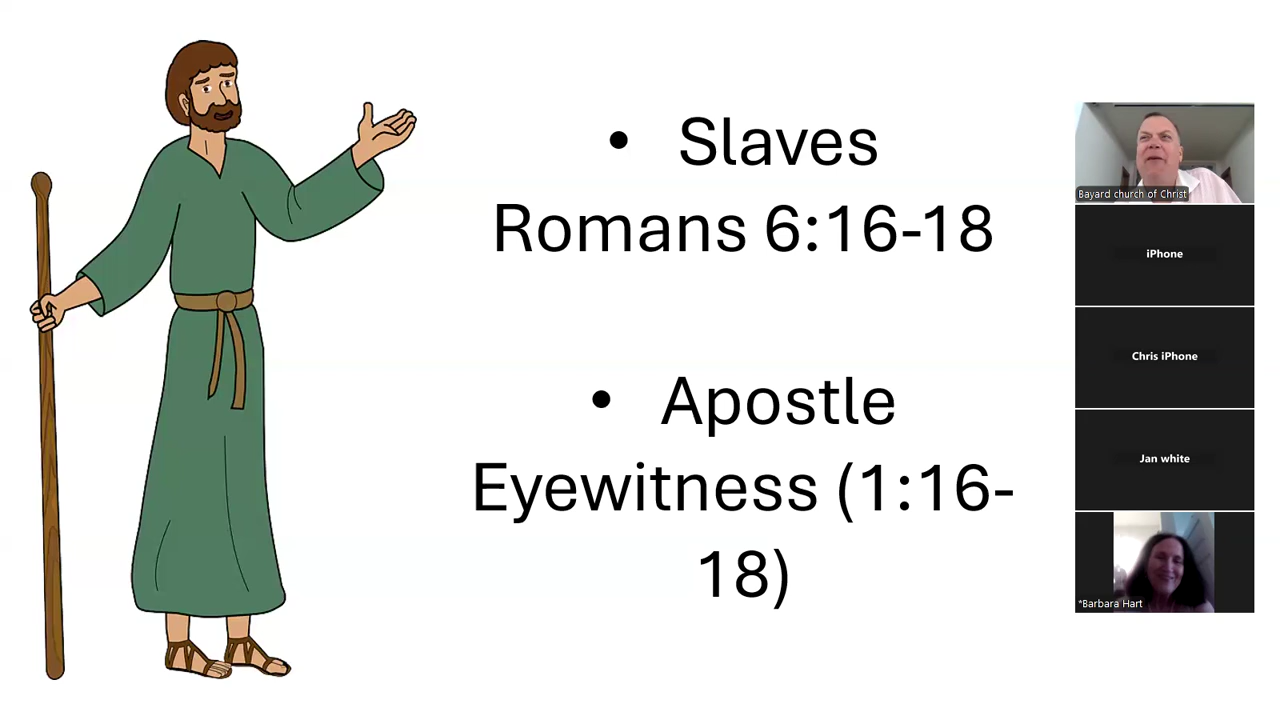 • Slaves
Romans 6:16-18
• Apostle
Eyewitness (1:16-
18)
Bayard church of Christ
iPhone
Chris iPhone
Jan white
*Barbara Hart